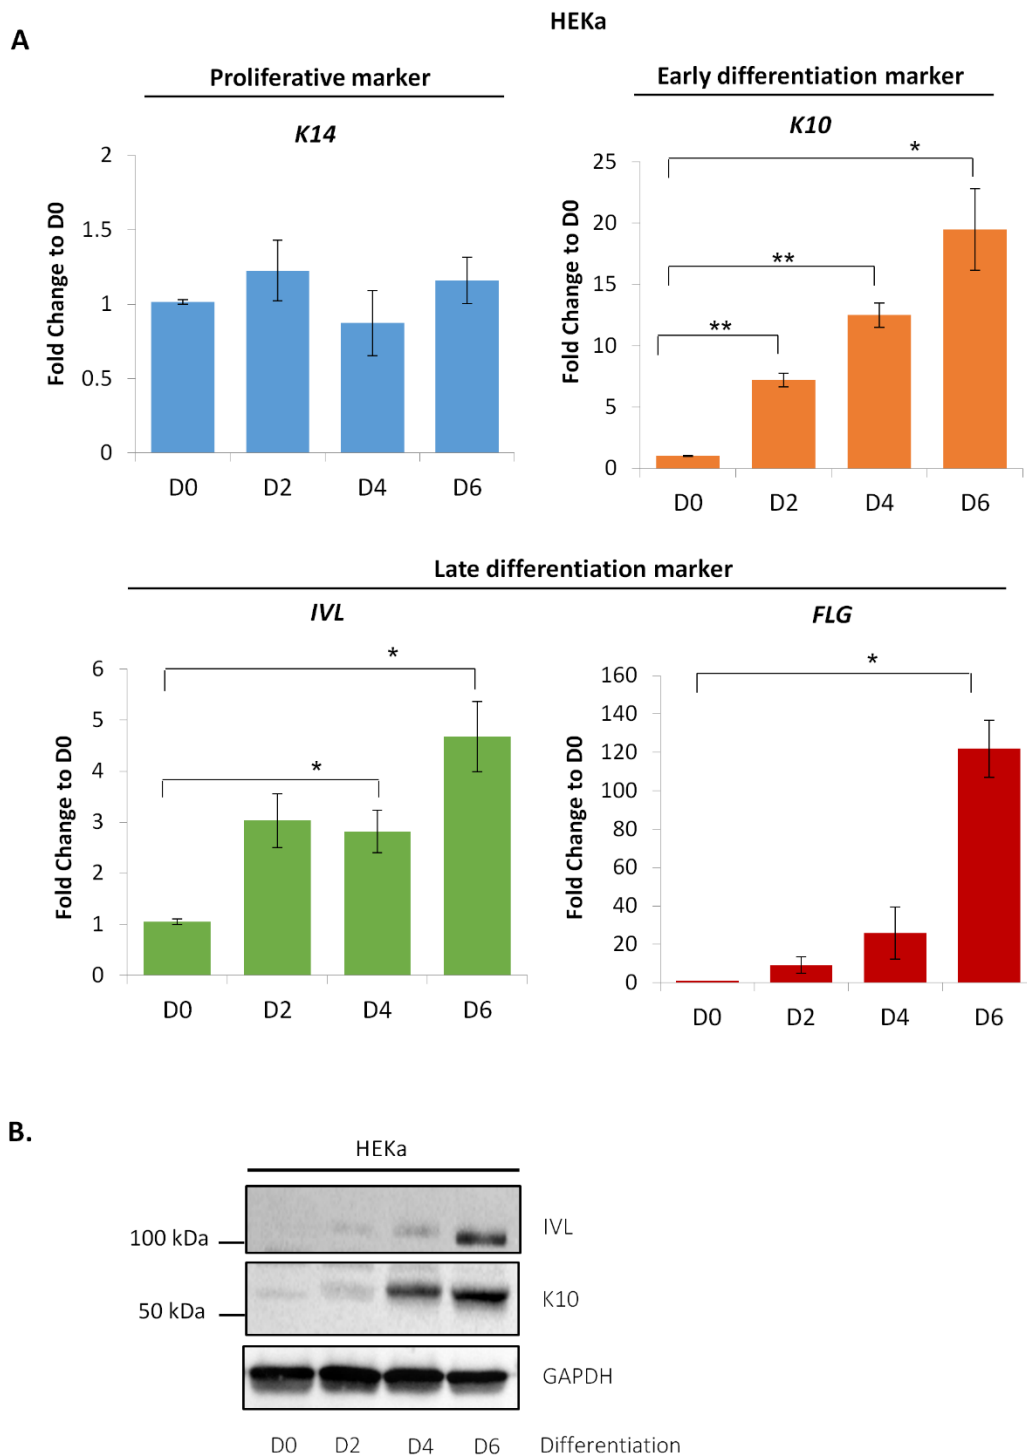 HEKa
A
Proliferative marker
K14
Fold Change to D0
2
1.5
1
0.5
0
D0 D2 D4 D6
Early differentiation marker
K10
Fold Change to D0
25
20
15
10
5
0
*
**
**
D0 D2 D4 D6
Late differentiation marker
IVL
Fold Change to D0
6
5
4
3
2
1
0
*
*
D0 D2 D4 D6
FLG
Fold Change to D0
160
140
120
100
80
60
40
20
0
*
D0 D2 D4 D6
B.
HEKa
100 kDa
IVL
50 kDa
K10
GAPDH
D0 D2 D4 D6 Differentiation